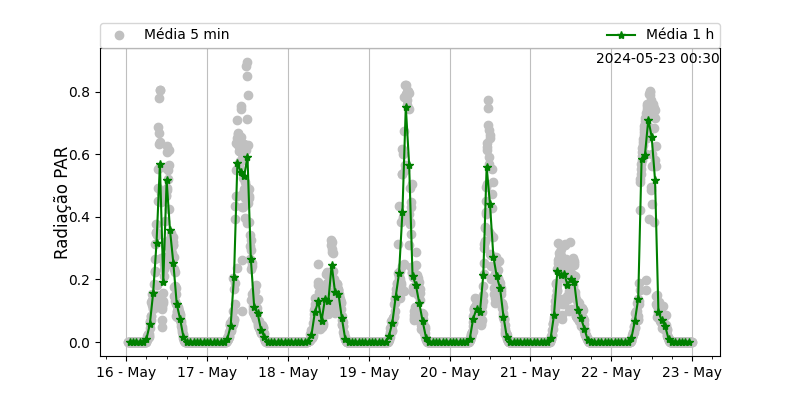 Média 5 min
Média 1 h
2024-05-23 00:30
Radiação PAR
0.8
0.6
0.4
0.2
0.0
16 - May
17 - May
18 - May
19 - May
20 - May
21 - May
22 - May
23 - May